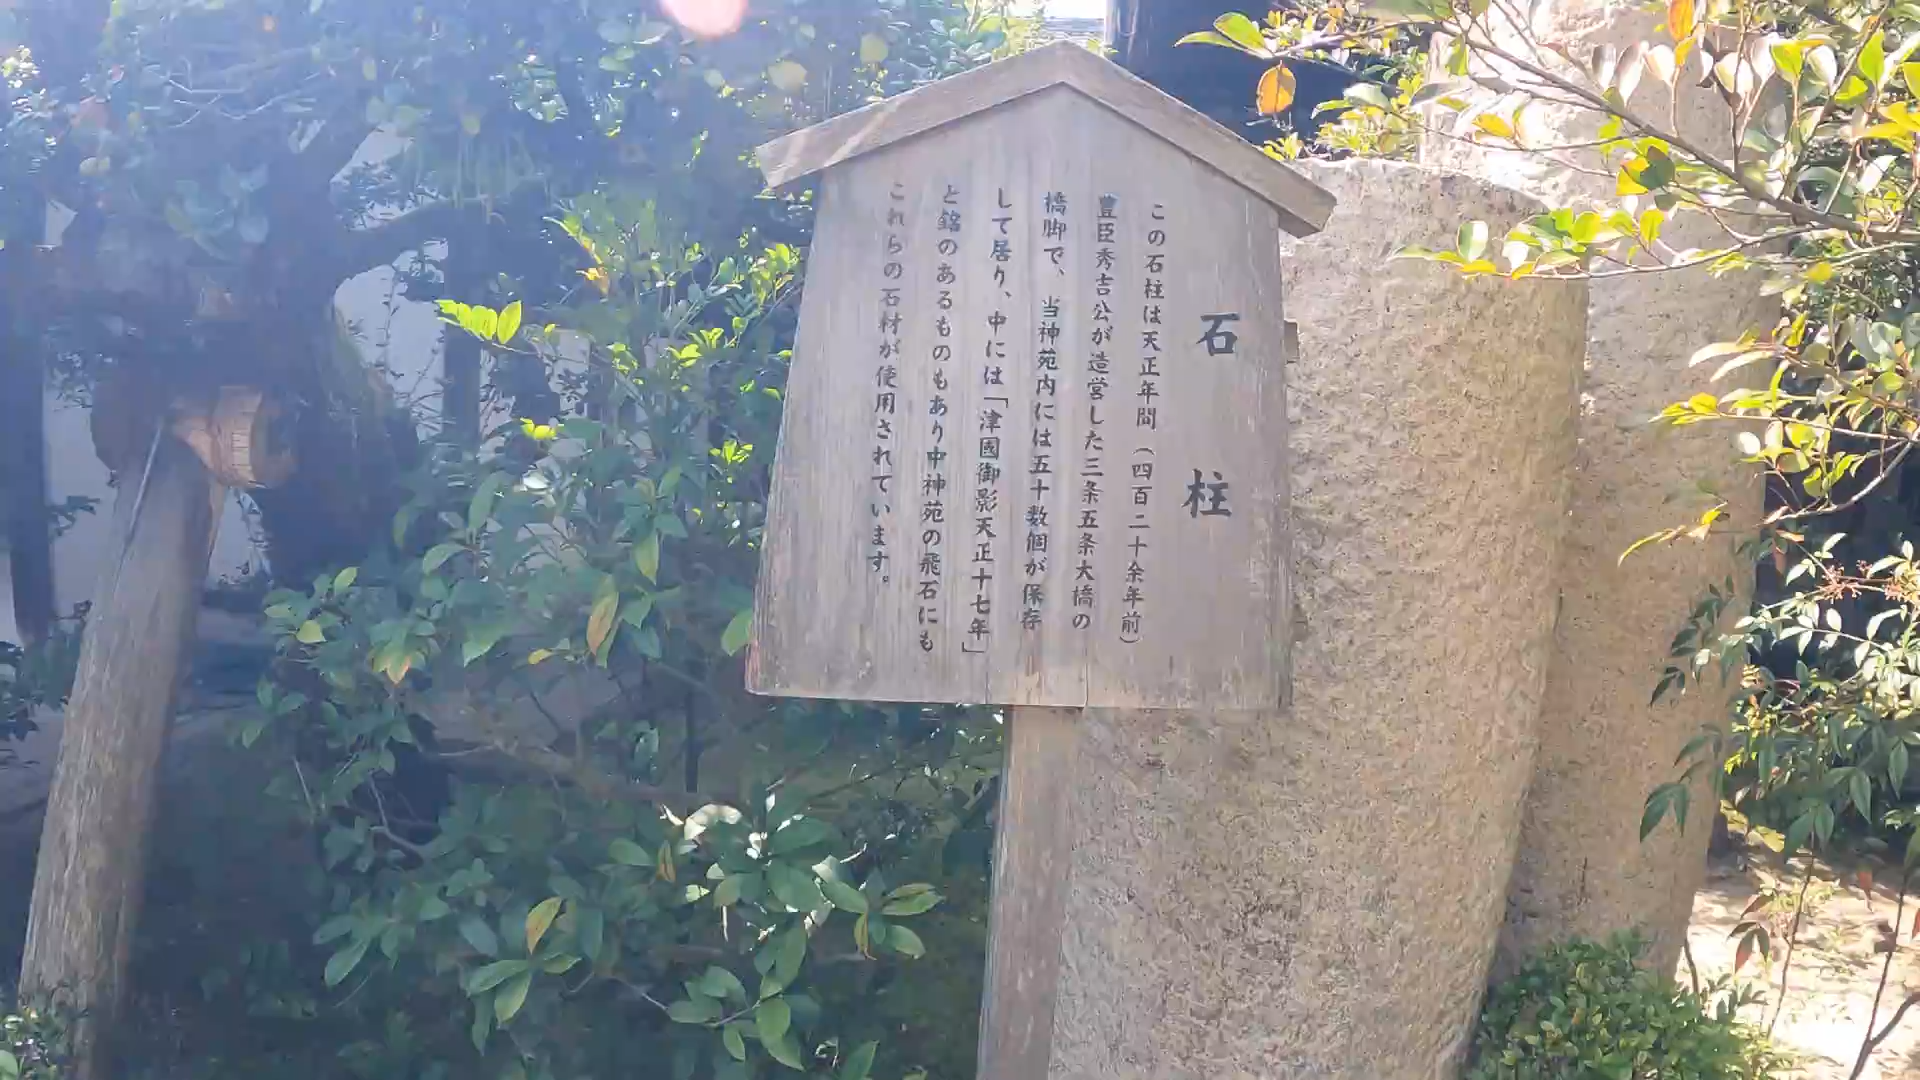 石柱
この石柱は天正年間（四百二十余年前）
豊臣秀吉公が造営した三条五条大橋の
橋脚で、当神苑内には五十数個が保存
して居り、中には「津國御影天正十七年」
と銘のあるものもあり中神苑の飛石にも
これらの石材が使用されています。